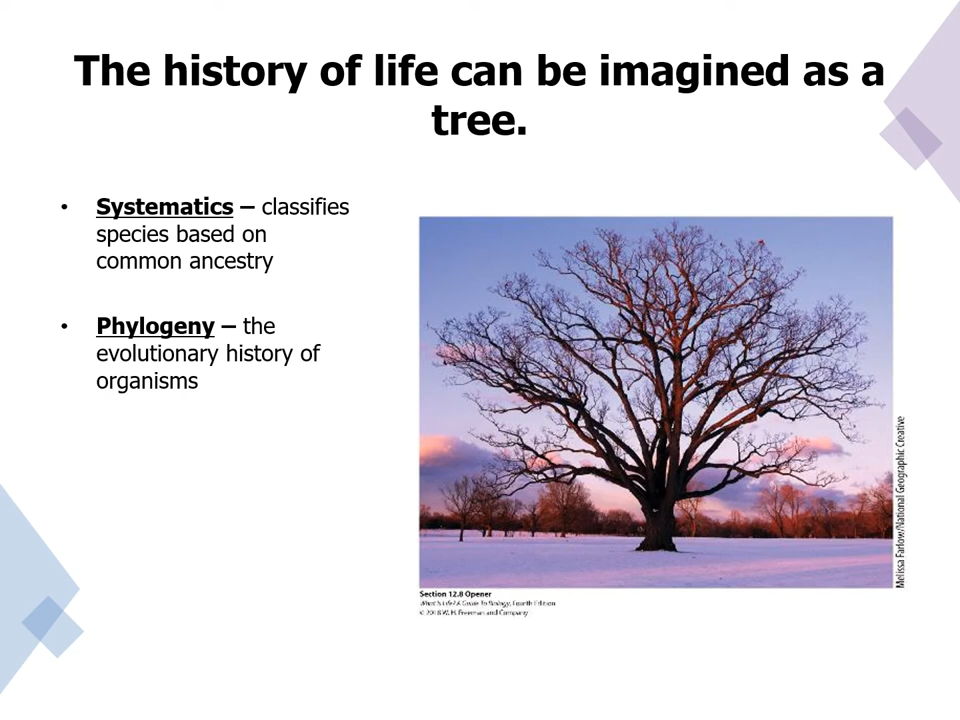 The history of life can be imagined as a
tree.
• Systematics – classifies
species based on
common ancestry
• Phylogeny – the
evolutionary history of
organisms
Melissa Farlow/National Geographic Creative
Section 12.8 Opener
What Is Life? A Guide To Biology, Fourth Edition
© 2018 W. H. Freeman and Company